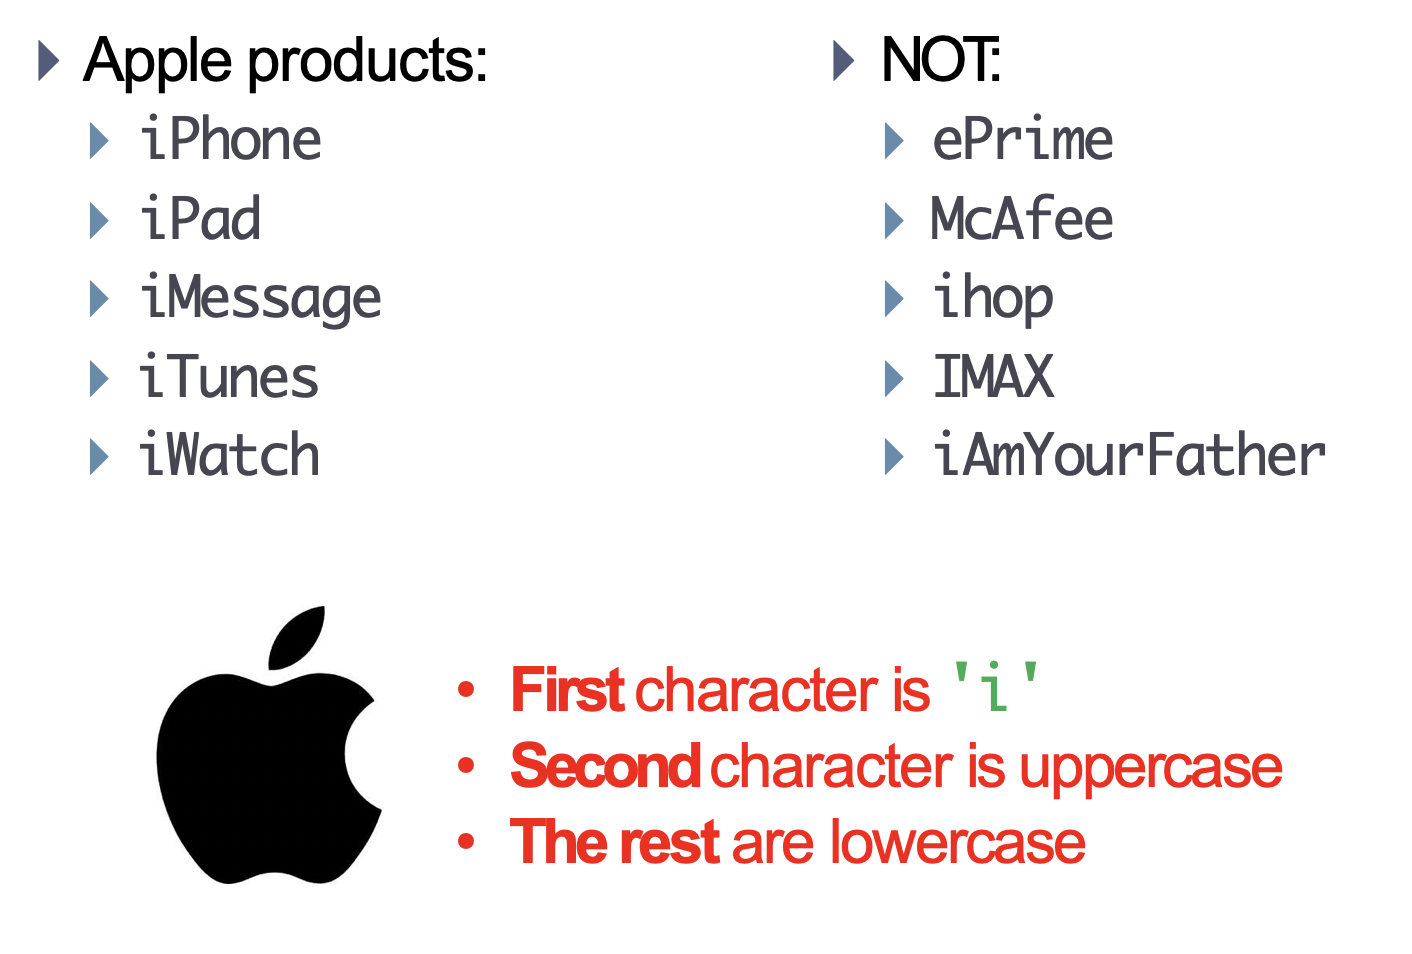 Apple products:
iPhone
iPad
iMessage
iTunes
iWatch
NOT:
ePrime
McAfee
ihop
IMAX
iAmYourFather
First character is 'i'
Second character is uppercase
The rest are lowercase